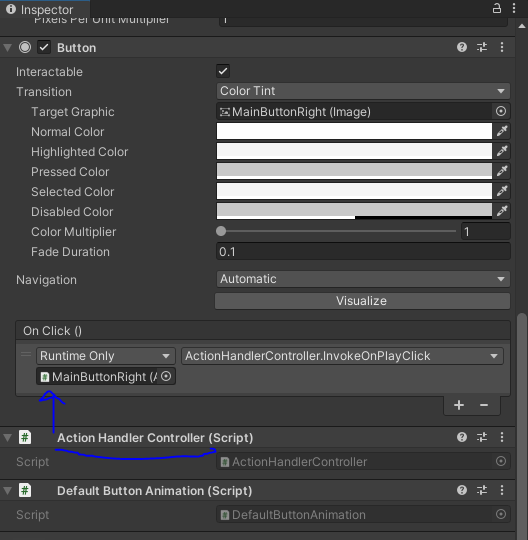 Inspector
Pixels Per Unit Multiplier 1
Button
Interactable
Transition Color Tint
Target Graphic MainButtonRight (Image)
Normal Color
Highlighted Color
Pressed Color
Selected Color
Disabled Color
Color Multiplier 1
Fade Duration 0.1
Navigation Automatic
Visualize
On Click ()
Runtime Only ActionHandlerController.InvokeOnPlayClick
MainButtonRight (A
Action Handler Controller (Script)
Script ActionHandlerController
Default Button Animation (Script)
Script DefaultButtonAnimation